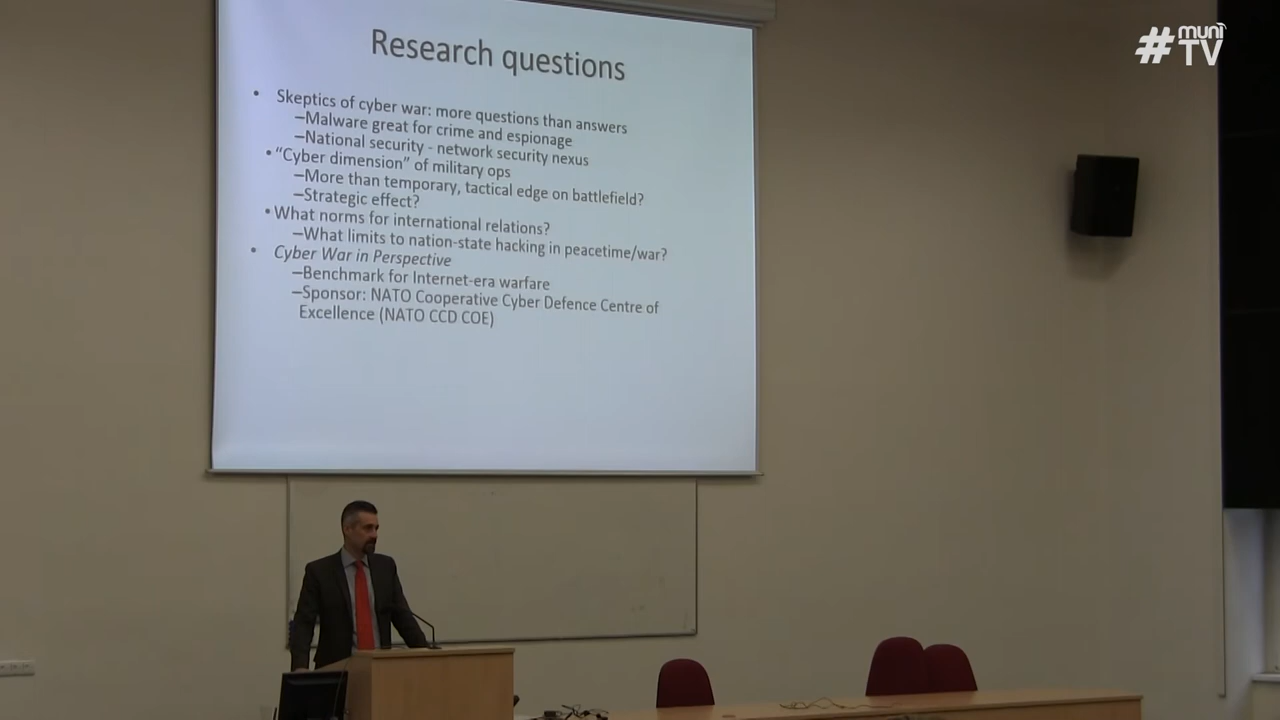 # muni TV
Research questions
• Skeptics of cyber war: more questions than answers
–Malware great for crime and espionage
–National security - network security nexus
• “Cyber dimension” of military ops
–More than temporary, tactical edge on battlefield?
–Strategic effect?
• What norms for international relations?
–What limits to nation-state hacking in peacetime/war?
• Cyber War in Perspective
–Benchmark for Internet-era warfare
–Sponsor: NATO Cooperative Cyber Defence Centre of
Excellence (NATO CCD COE)